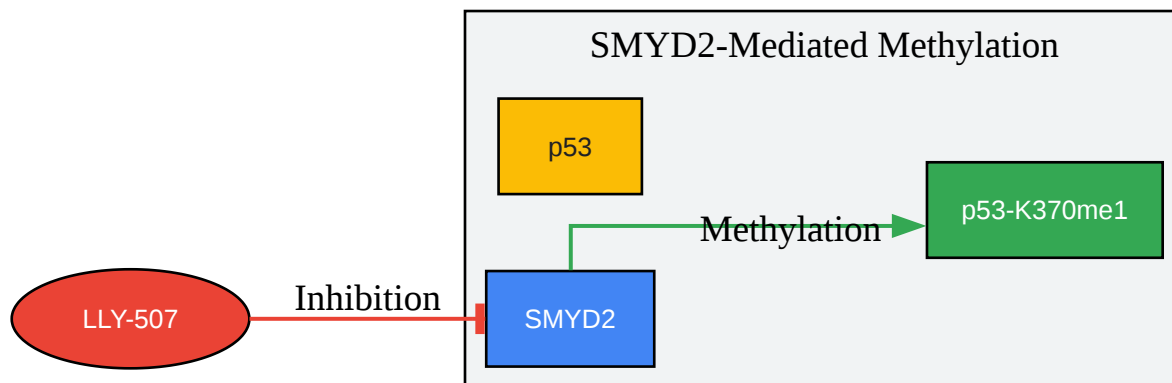 SMYD2-Mediated Methylation
p53
p53-K370me1
Methylation
Inhibition
LLY-507
SMYD2